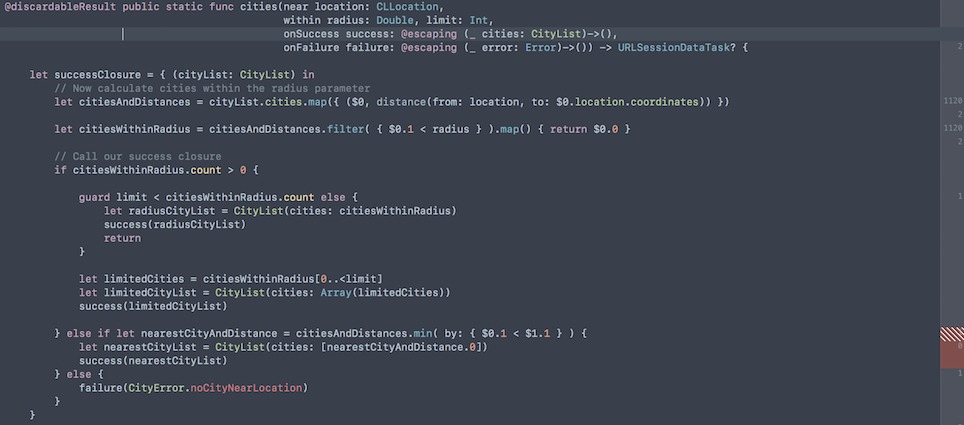 @discardableResult public static func cities(near location: CLLocation,
within radius: Double, limit: Int,
onSuccess success: @escaping (_ cities: CityList)->(),
onFailure failure: @escaping (_ error: Error)->()) -> URLSessionDataTask? {
2
let successClosure = { (cityList: CityList) in
// Now calculate cities within the radius parameter
let citiesAndDistances = cityList.cities.map({ ($0, distance(from: location, to: $0.location.coordinates)) })
1120
2
let citiesWithinRadius = citiesAndDistances.filter( { $0.1 < radius } ).map() { return $0.0 }
1120
2
// Call our success closure
if citiesWithinRadius.count > 0 {
guard limit < citiesWithinRadius.count else {
1
let radiusCityList = CityList(cities: citiesWithinRadius)
success(radiusCityList)
return
}
let limitedCities = citiesWithinRadius[0..<limit]
let limitedCityList = CityList(cities: Array(limitedCities))
success(limitedCityList)
} else if let nearestCityAndDistance = citiesAndDistances.min( by: { $0.1 < $1.1 } ) {
let nearestCityList = CityList(cities: [nearestCityAndDistance.0])
0
success(nearestCityList)
} else {
1
failure(CityError.noCityNearLocation)
}
}